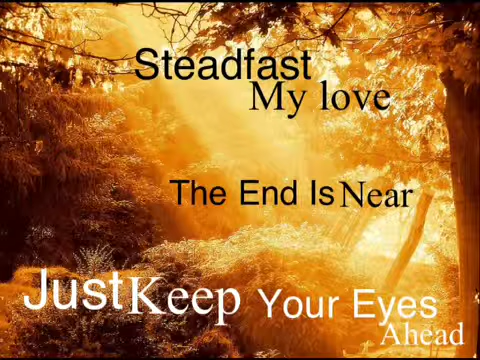 Steadfast
My love
The End Is Near
Just Keep Your Eyes
Ahead